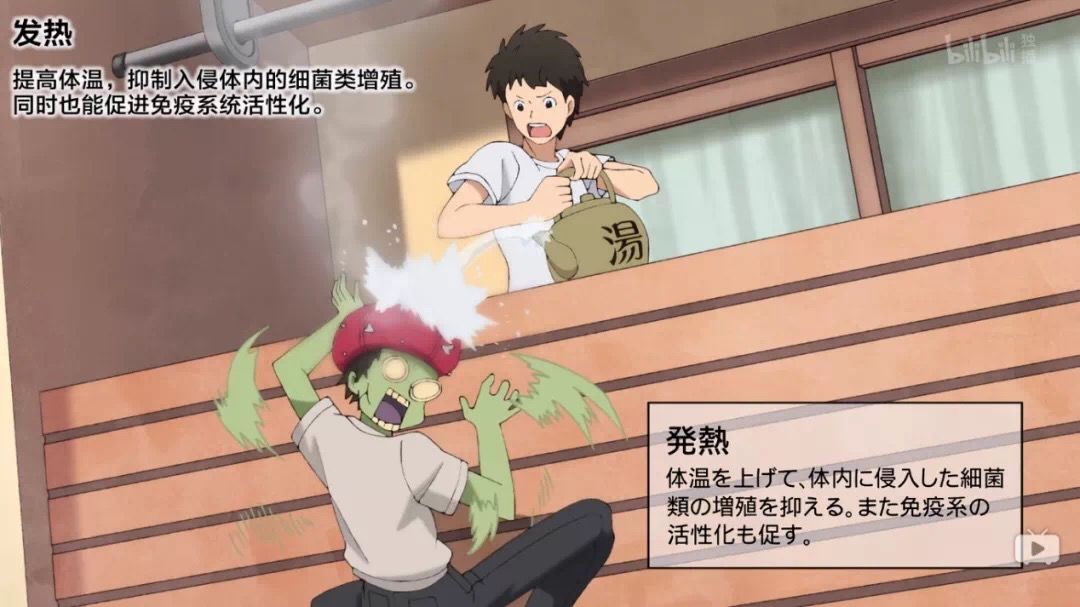 发热
提高体温，抑制入侵体内的细菌类增殖。
同时也能促进免疫系统活性化。
bilibili 独播
湯
発熱
体温を上げて、体内に侵入した細菌
類の増殖を抑える。また免疫系の
活性化も促す。